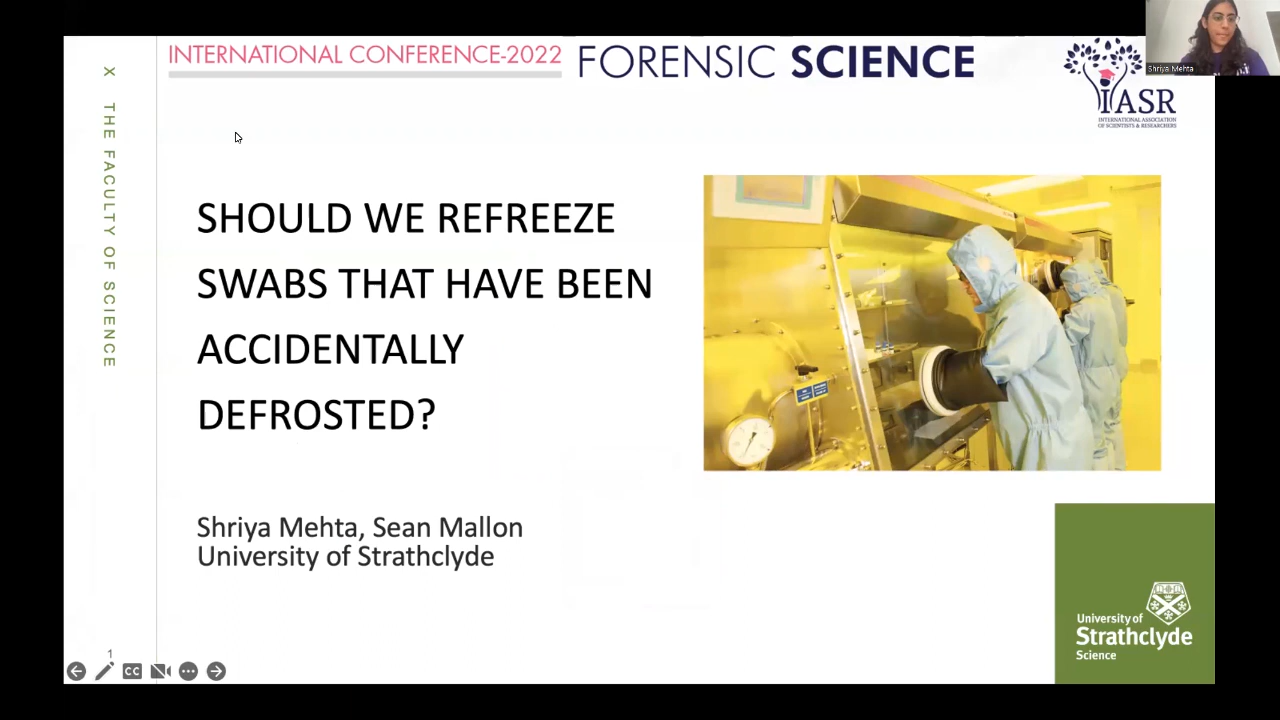 INTERNATIONAL CONFERENCE-2022
FORENSIC SCIENCE
Shriya Mehta
IASR
INTERNATIONAL ASSOCIATION
OF SCIENTISTS & RESEARCHERS
X THE FACULTY OF SCIENCE
SHOULD WE REFREEZE
SWABS THAT HAVE BEEN
ACCIDENTALLY
DEFROSTED?
Shriya Mehta, Sean Mallon
University of Strathclyde
University of
Strathclyde
Science
1
CC